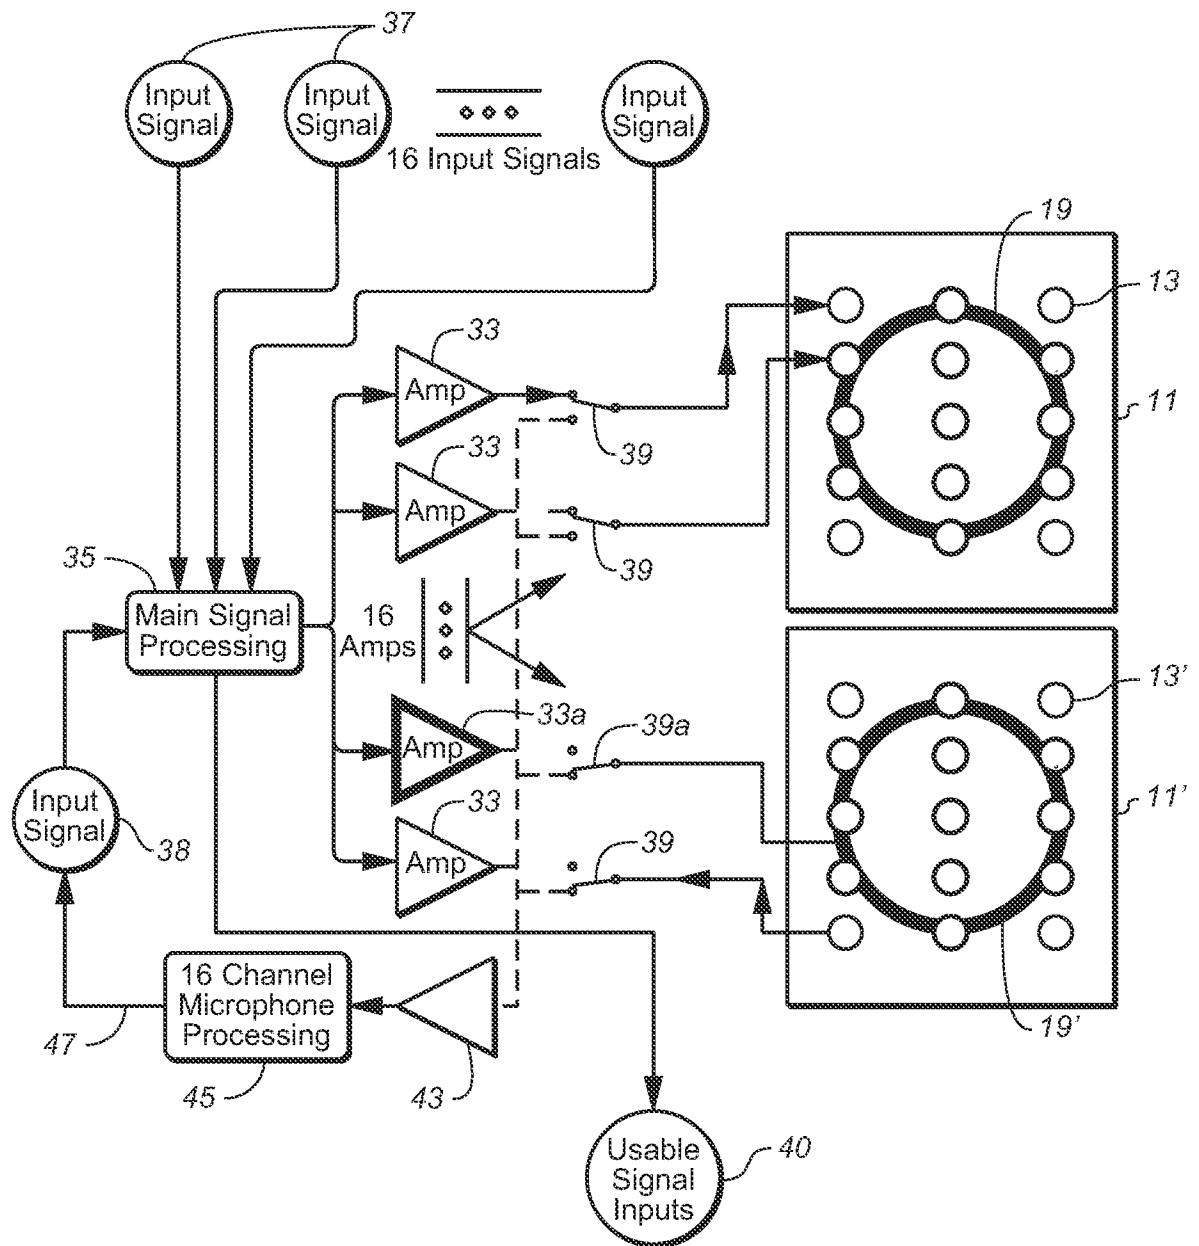 37
Input
Signal
Input
Signal
Input
Signal
16 Input Signals
19
13
33
Amp
39
11
33
Amp
39
35
Main Signal
Processing
16
Amps
13'
33a
Amp
39a
Input
Signal
38
33
Amp
39
11'
16 Channel
Microphone
Processing
47
45
43
19'
Usable
Signal
Inputs
40